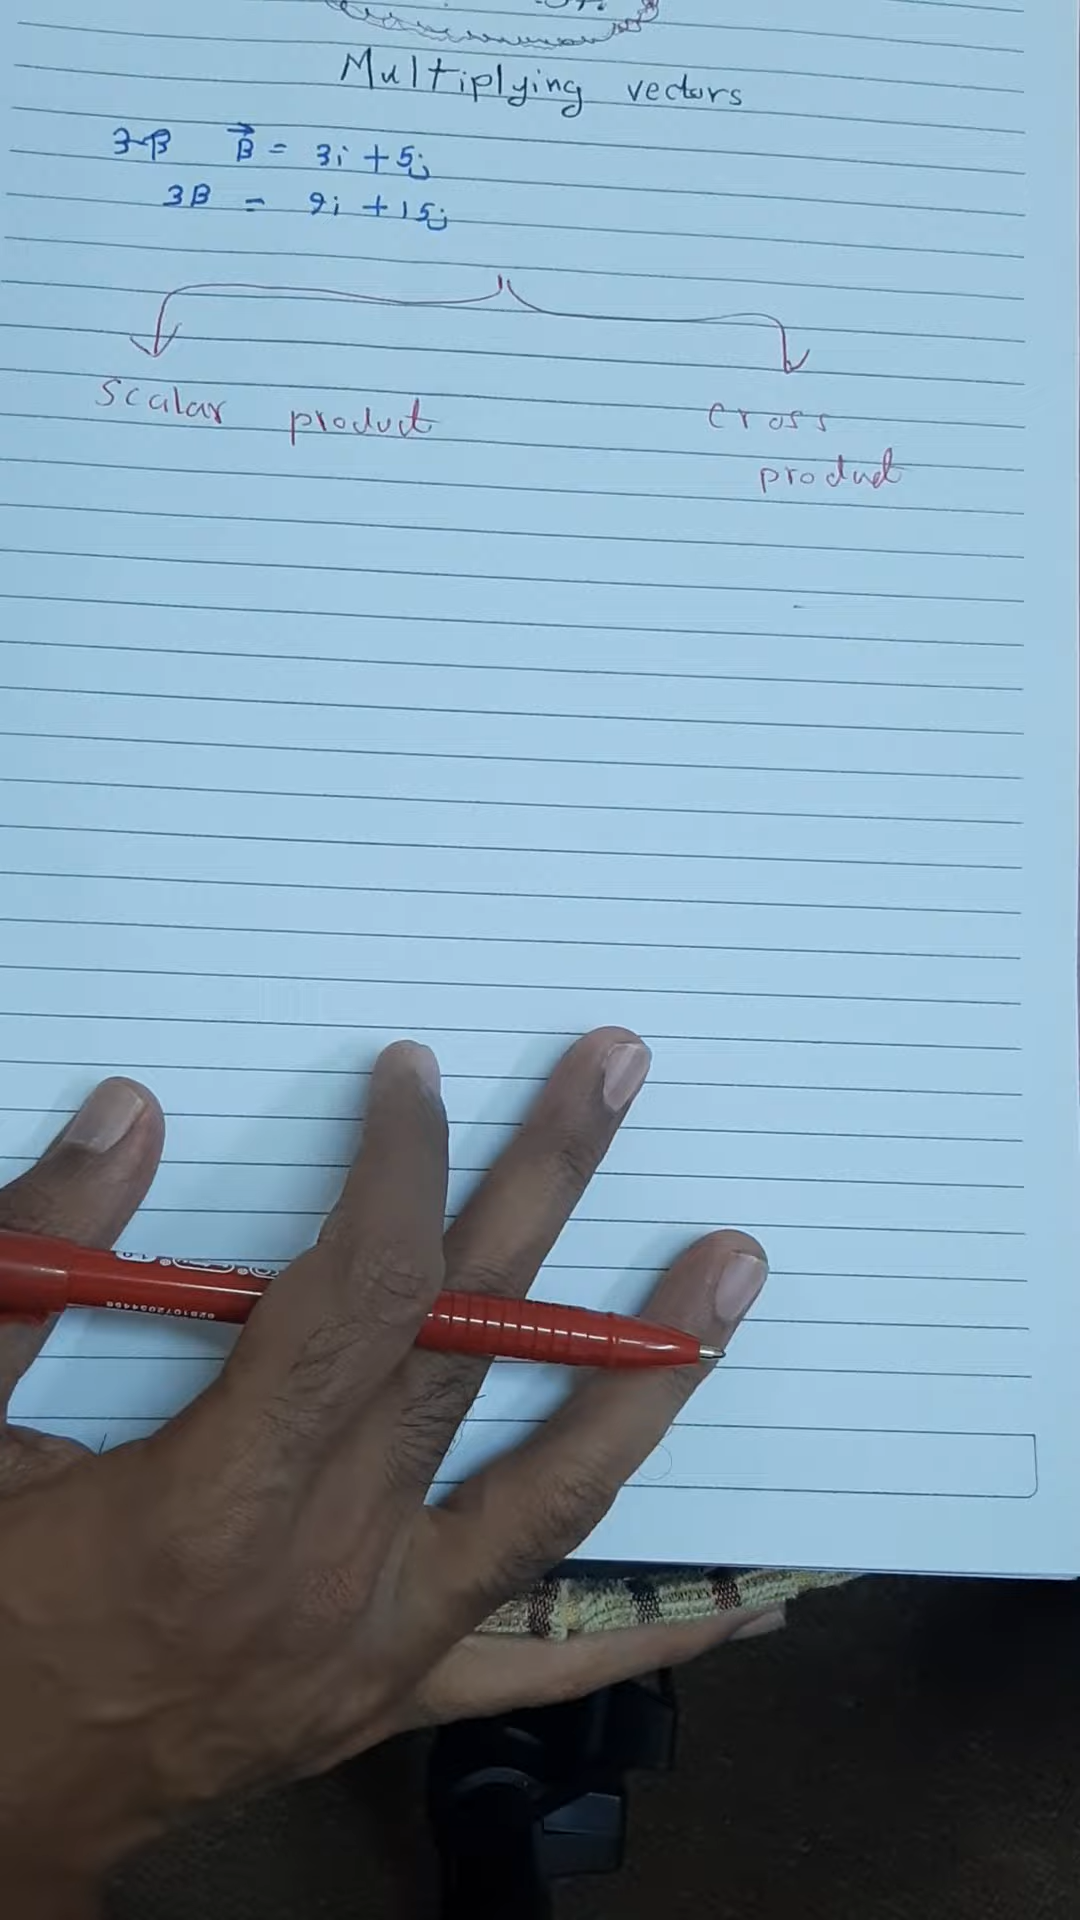 Multiplying vectors
3B B⃗ = 3i + 5j
3B = 9i + 15j
scalar product
cross
product